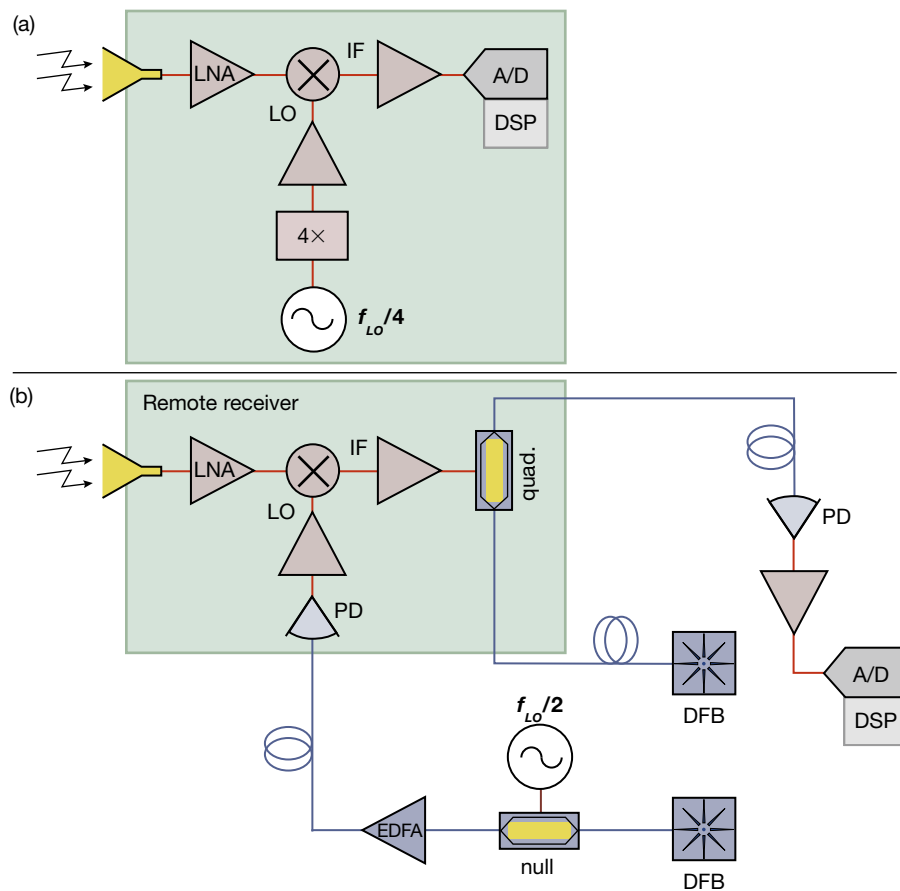 (a)
LNA
IF
A/D
DSP
LO
4×
f_LO/4
(b)
Remote receiver
LNA
IF
quad.
LO
PD
PD
A/D
DSP
DFB
f_LO/2
EDFA
null
DFB